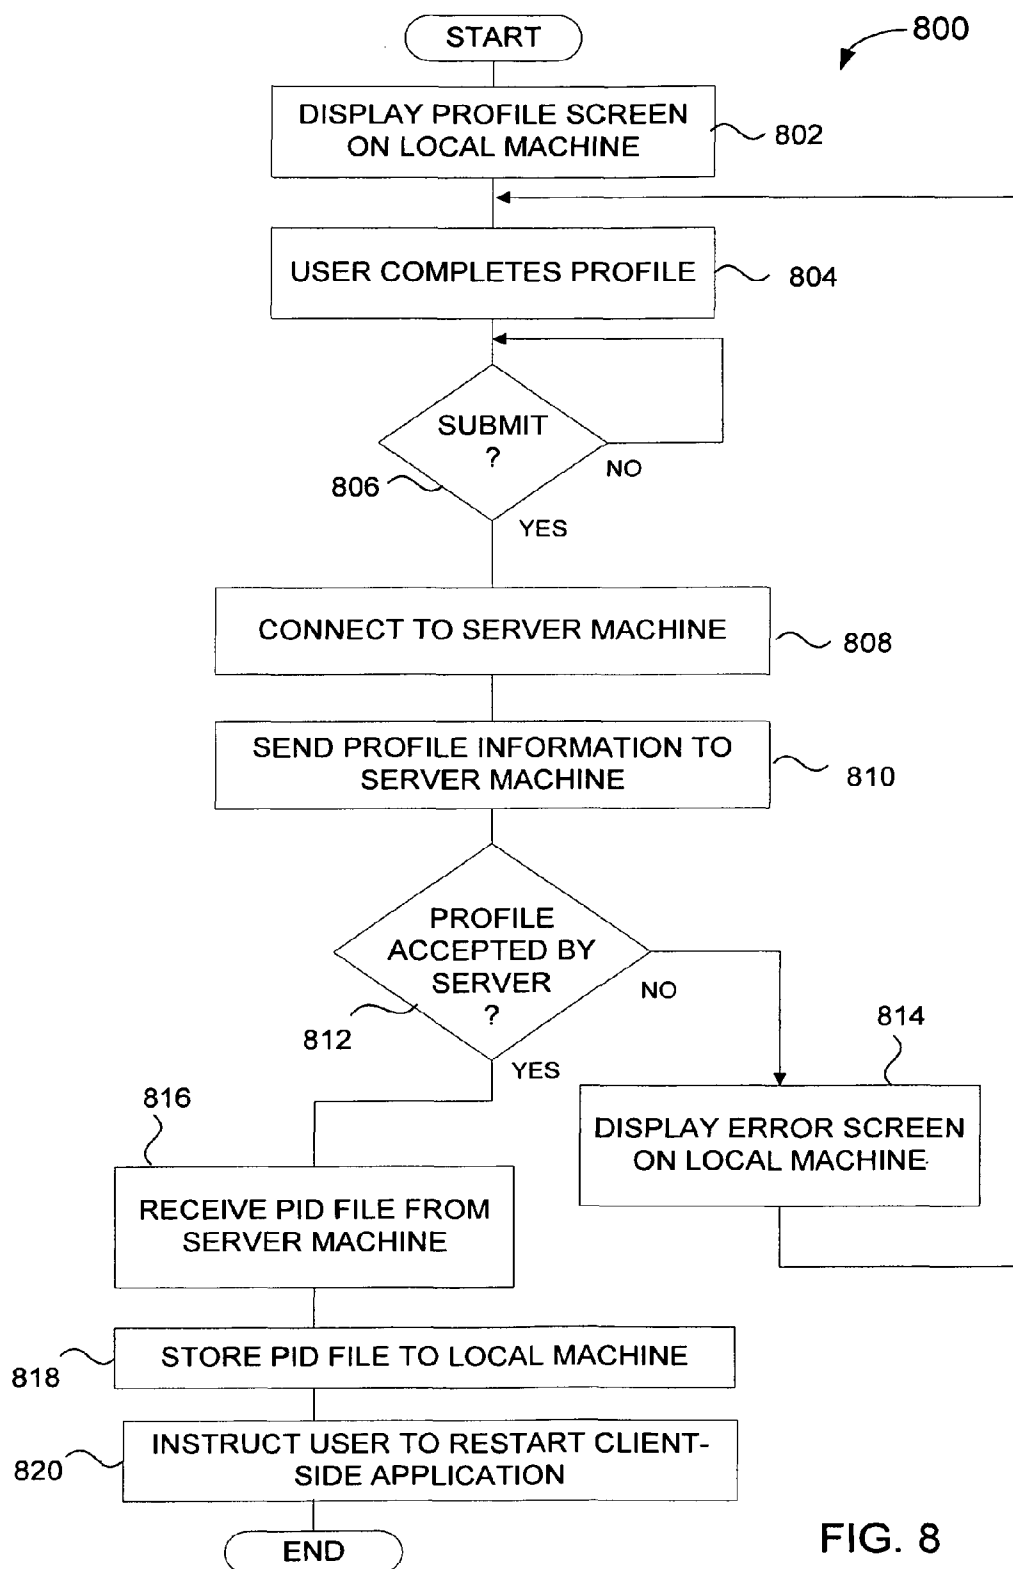 START
800
DISPLAY PROFILE SCREEN
ON LOCAL MACHINE
802
USER COMPLETES PROFILE
804
SUBMIT
?
806
NO
YES
CONNECT TO SERVER MACHINE
808
SEND PROFILE INFORMATION TO
SERVER MACHINE
810
PROFILE
ACCEPTED BY
SERVER
?
812
NO
YES
814
DISPLAY ERROR SCREEN
ON LOCAL MACHINE
816
RECEIVE PID FILE FROM
SERVER MACHINE
STORE PID FILE TO LOCAL MACHINE
818
INSTRUCT USER TO RESTART CLIENT-
SIDE APPLICATION
820
END
FIG. 8